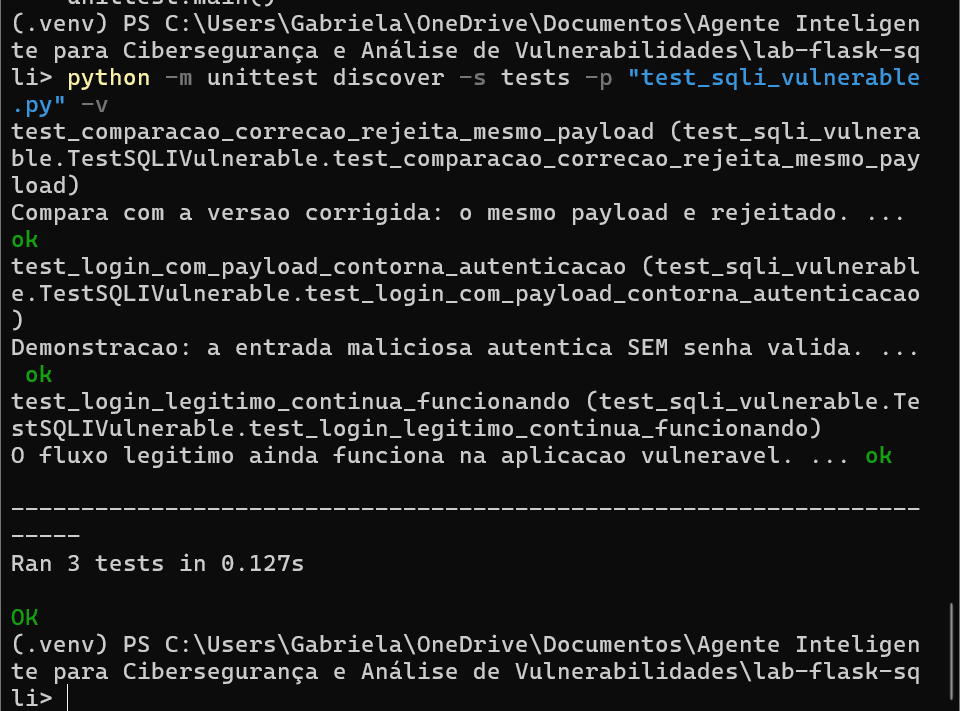 unittest.main()
(.venv) PS C:\Users\Gabriela\OneDrive\Documentos\Agente Inteligen
te para Cibersegurança e Análise de Vulnerabilidades\lab-flask-sq
li> python -m unittest discover -s tests -p "test_sqli_vulnerable
.py" -v
test_comparacao_correcao_rejeita_mesmo_payload (test_sqli_vulnera
ble.TestSQLIVulnerable.test_comparacao_correcao_rejeita_mesmo_pay
load)
Compara com a versao corrigida: o mesmo payload e rejeitado. ...
ok
test_login_com_payload_contorna_autenticacao (test_sqli_vulnerabl
e.TestSQLIVulnerable.test_login_com_payload_contorna_autenticacao
)
Demonstracao: a entrada maliciosa autentica SEM senha valida. ...
 ok
test_login_legitimo_continua_funcionando (test_sqli_vulnerable.Te
stSQLIVulnerable.test_login_legitimo_continua_funcionando)
O fluxo legitimo ainda funciona na aplicacao vulneravel. ... ok

-----------------------------------------------------------------
-----
Ran 3 tests in 0.127s

OK
(.venv) PS C:\Users\Gabriela\OneDrive\Documentos\Agente Inteligen
te para Cibersegurança e Análise de Vulnerabilidades\lab-flask-sq
li>